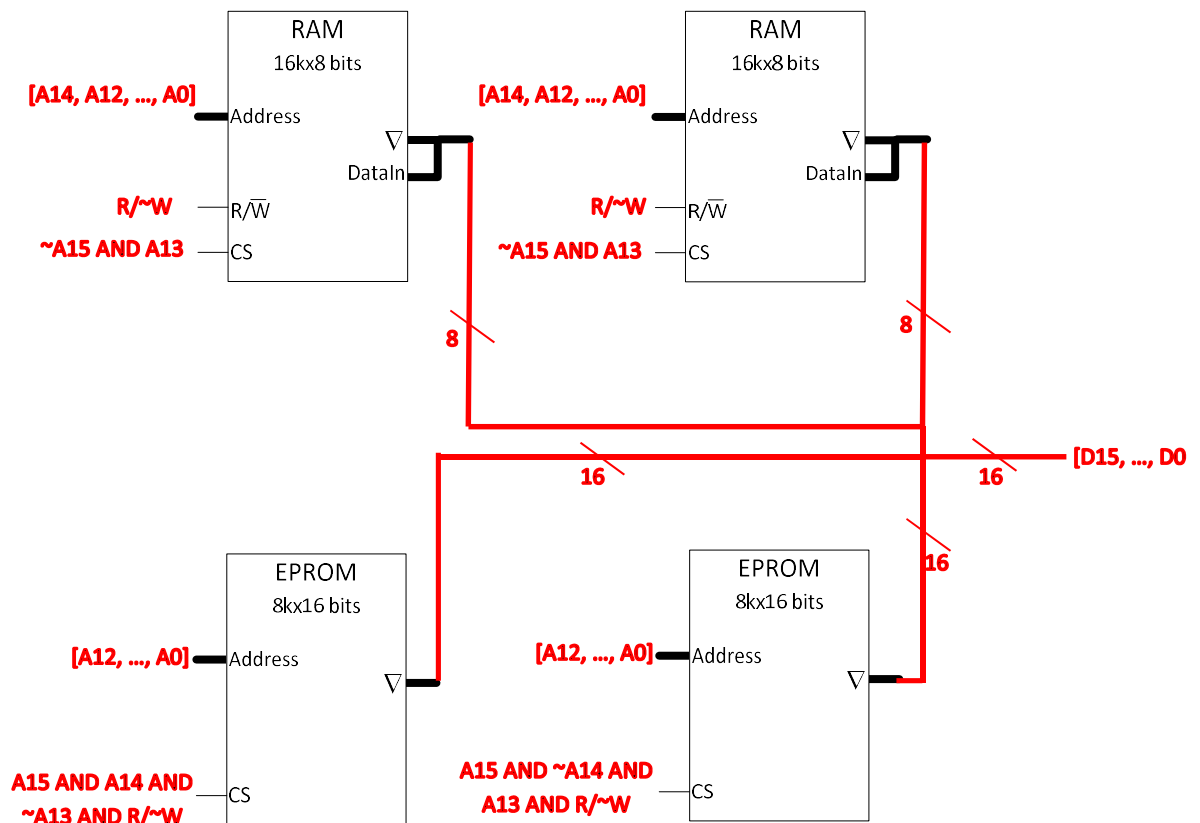 RAM
16kx8 bits
[A14, A12, ..., A0]
Address
∇
DataIn
R/~W
R/W̅
~A15 AND A13
CS
8
RAM
16kx8 bits
[A14, A12, ..., A0]
Address
∇
DataIn
R/~W
R/W̅
~A15 AND A13
CS
8
16
16
[D15, ..., D0
16
EPROM
8kx16 bits
[A12, ..., A0]
Address
∇
A15 AND A14 AND
~A13 AND R/~W
CS
EPROM
8kx16 bits
[A12, ..., A0]
Address
∇
A15 AND ~A14 AND
A13 AND R/~W
CS